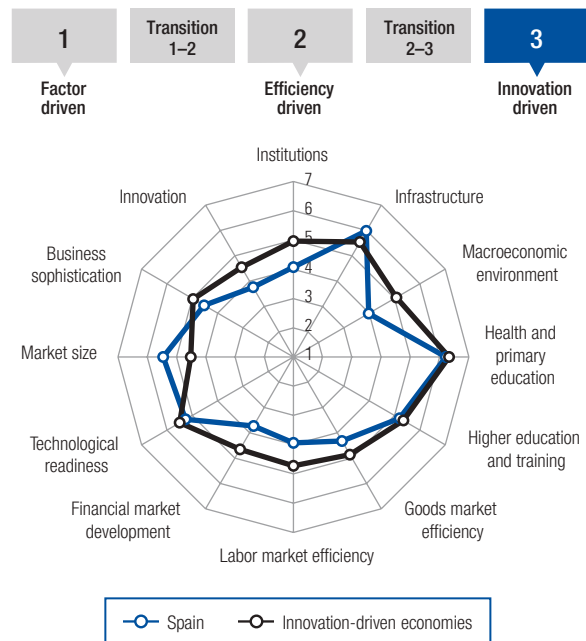 1
Transition
1–2
2
Transition
2–3
3
Factor
driven
Efficiency
driven
Innovation
driven
Institutions
Infrastructure
Macroeconomic
environment
Health and
primary
education
Higher education
and training
Goods market
efficiency
Labor market efficiency
Financial market
development
Technological
readiness
Market size
Business
sophistication
Innovation
7
6
5
4
3
2
1
Spain
Innovation-driven economies